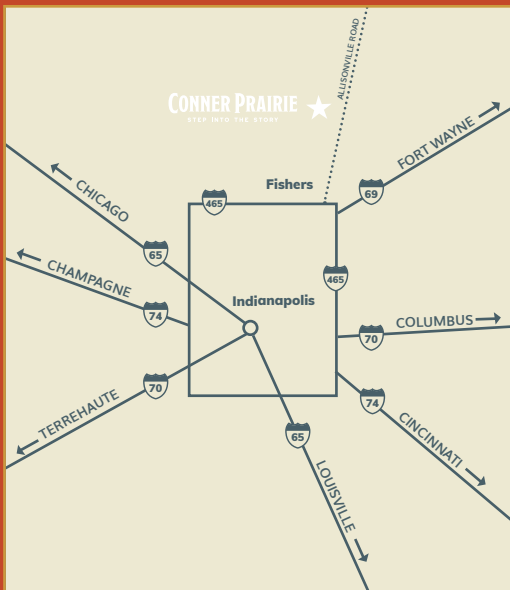 ALLISONVILLE ROAD
CONNER PRAIRIE
STEP INTO THE STORY
FORT WAYNE
69
Fishers
465
CHICAGO
65
465
CHAMPAGNE
74
Indianapolis
COLUMBUS
70
TERREHAUTE
70
74
CINCINNATI
65
LOUISVILLE